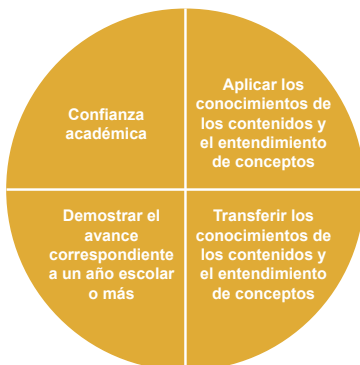 Confianza
académica
Aplicar los
conocimientos de
los contenidos y
el entendimiento
de conceptos
Demostrar el
avance
correspondiente
a un año escolar
o más
Transferir los
conocimientos de
los contenidos y
el entendimiento
de conceptos